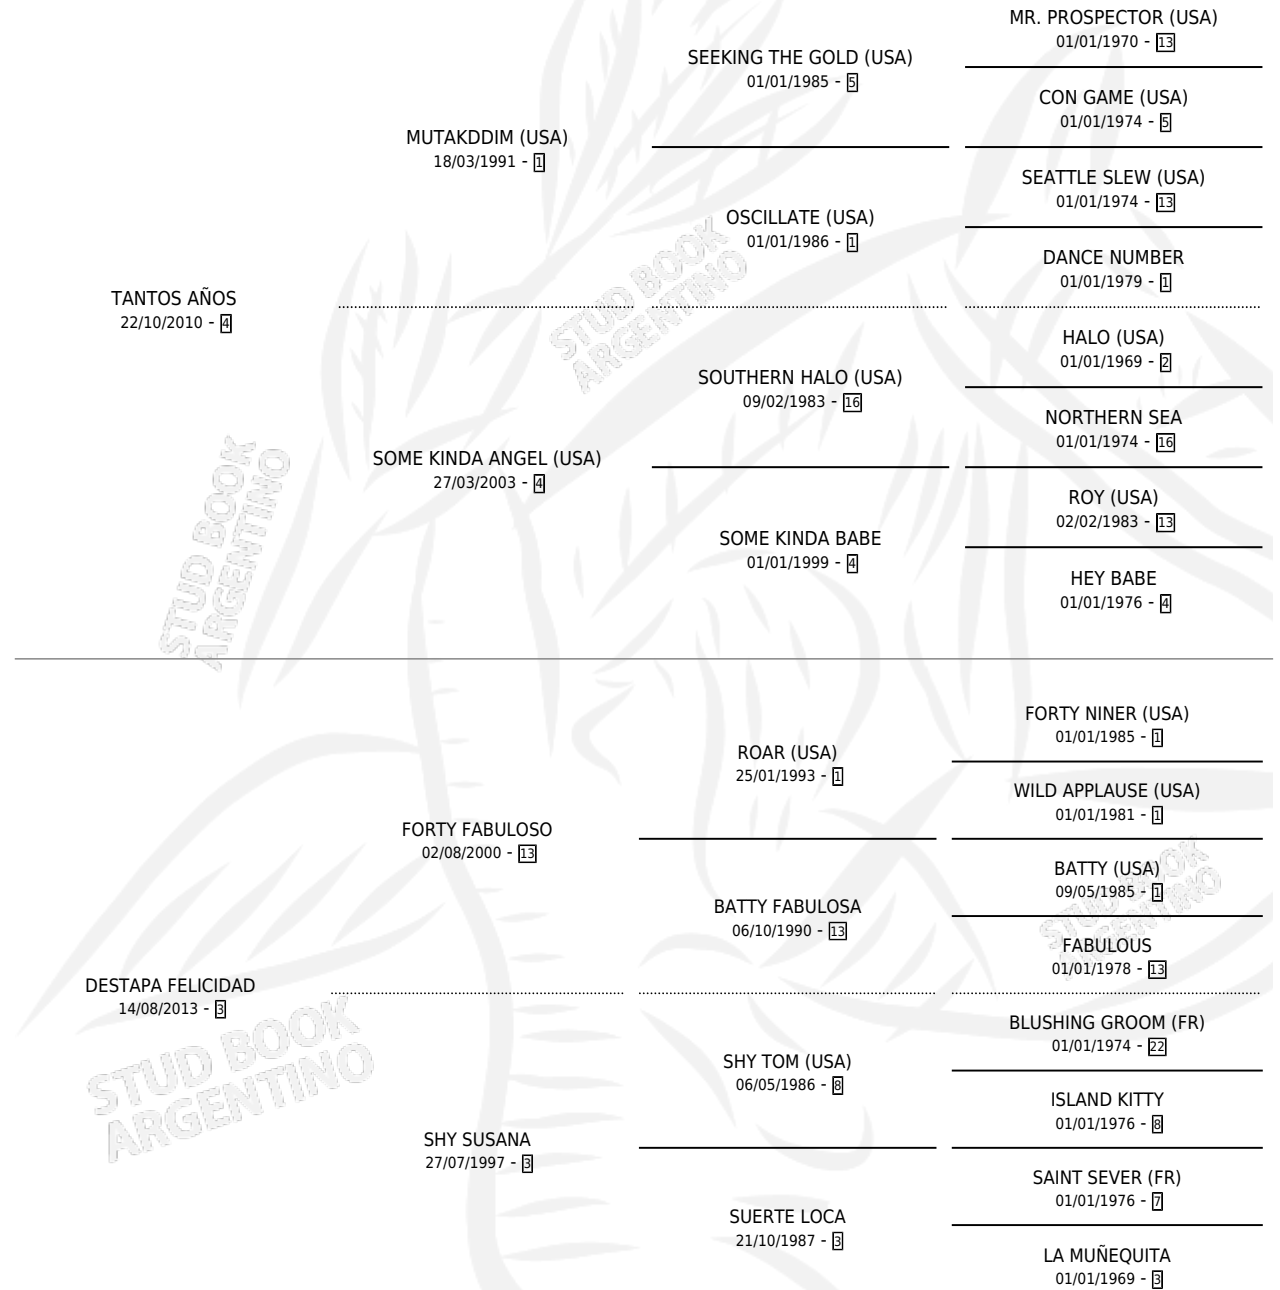 MR. PROSPECTOR (USA)
01/01/1970 - 13
SEEKING THE GOLD (USA)
01/01/1985 - 5
CON GAME (USA)
01/01/1974 - 5
MUTAKDDIM (USA)
18/03/1991 - 1
SEATTLE SLEW (USA)
01/01/1974 - 13
OSCILLATE (USA)
01/01/1986 - 1
DANCE NUMBER
01/01/1979 - 1
TANTOS AÑOS
22/10/2010 - 4
STUD BOOK
ARGENTINO
HALO (USA)
01/01/1969 - 2
SOUTHERN HALO (USA)
09/02/1983 - 16
NORTHERN SEA
01/01/1974 - 16
SOME KINDA ANGEL (USA)
27/03/2003 - 4
ROY (USA)
02/02/1983 - 13
SOME KINDA BABE
01/01/1999 - 4
HEY BABE
01/01/1976 - 4
STUD BOOK
ARGENTINO
FORTY NINER (USA)
01/01/1985 - 1
ROAR (USA)
25/01/1993 - 1
WILD APPLAUSE (USA)
01/01/1981 - 1
FORTY FABULOSO
02/08/2000 - 13
BATTY (USA)
09/05/1985 - 1
BATTY FABULOSA
06/10/1990 - 13
STUD BOOK
ARGENTINO
FABULOUS
01/01/1978 - 13
DESTAPA FELICIDAD
14/08/2013 - 3
STUD BOOK
ARGENTINO
BLUSHING GROOM (FR)
01/01/1974 - 22
SHY TOM (USA)
06/05/1986 - 8
ISLAND KITTY
01/01/1976 - 8
SHY SUSANA
27/07/1997 - 3
SAINT SEVER (FR)
01/01/1976 - 7
SUERTE LOCA
21/10/1987 - 3
LA MUÑEQUITA
01/01/1969 - 3